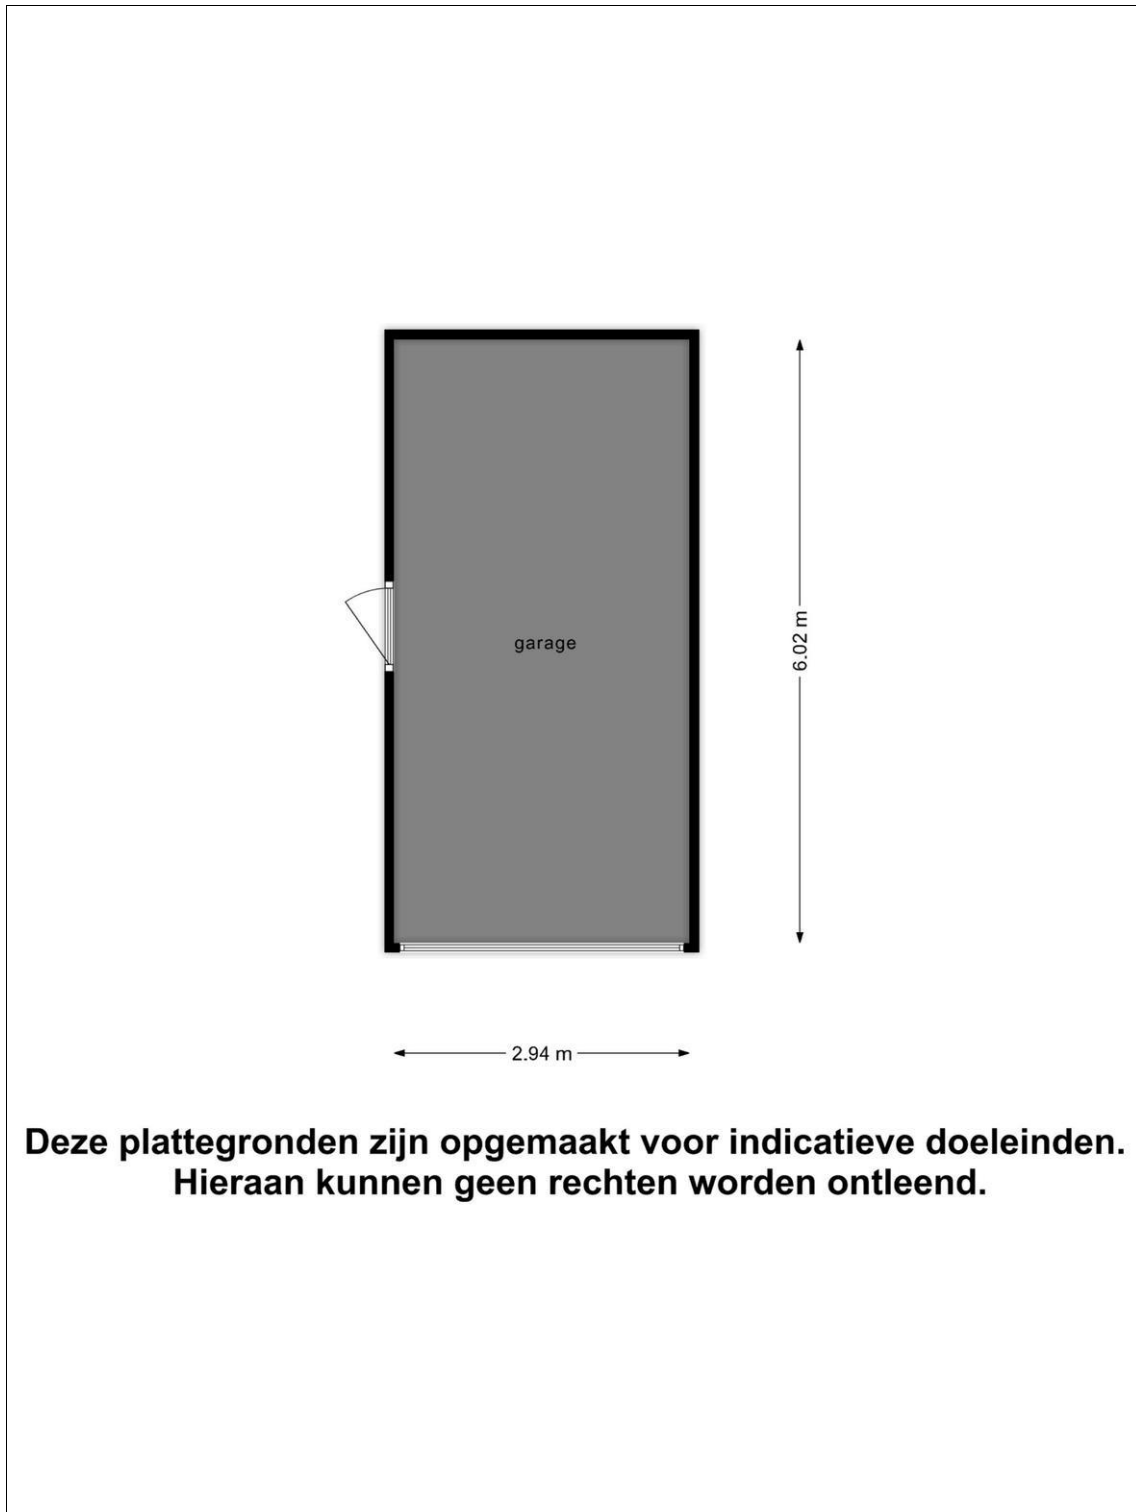 garage
6.02 m
2.94 m
Deze plattegronden zijn opgemaakt voor indicatieve doeleinden.
Hieraan kunnen geen rechten worden ontleend.